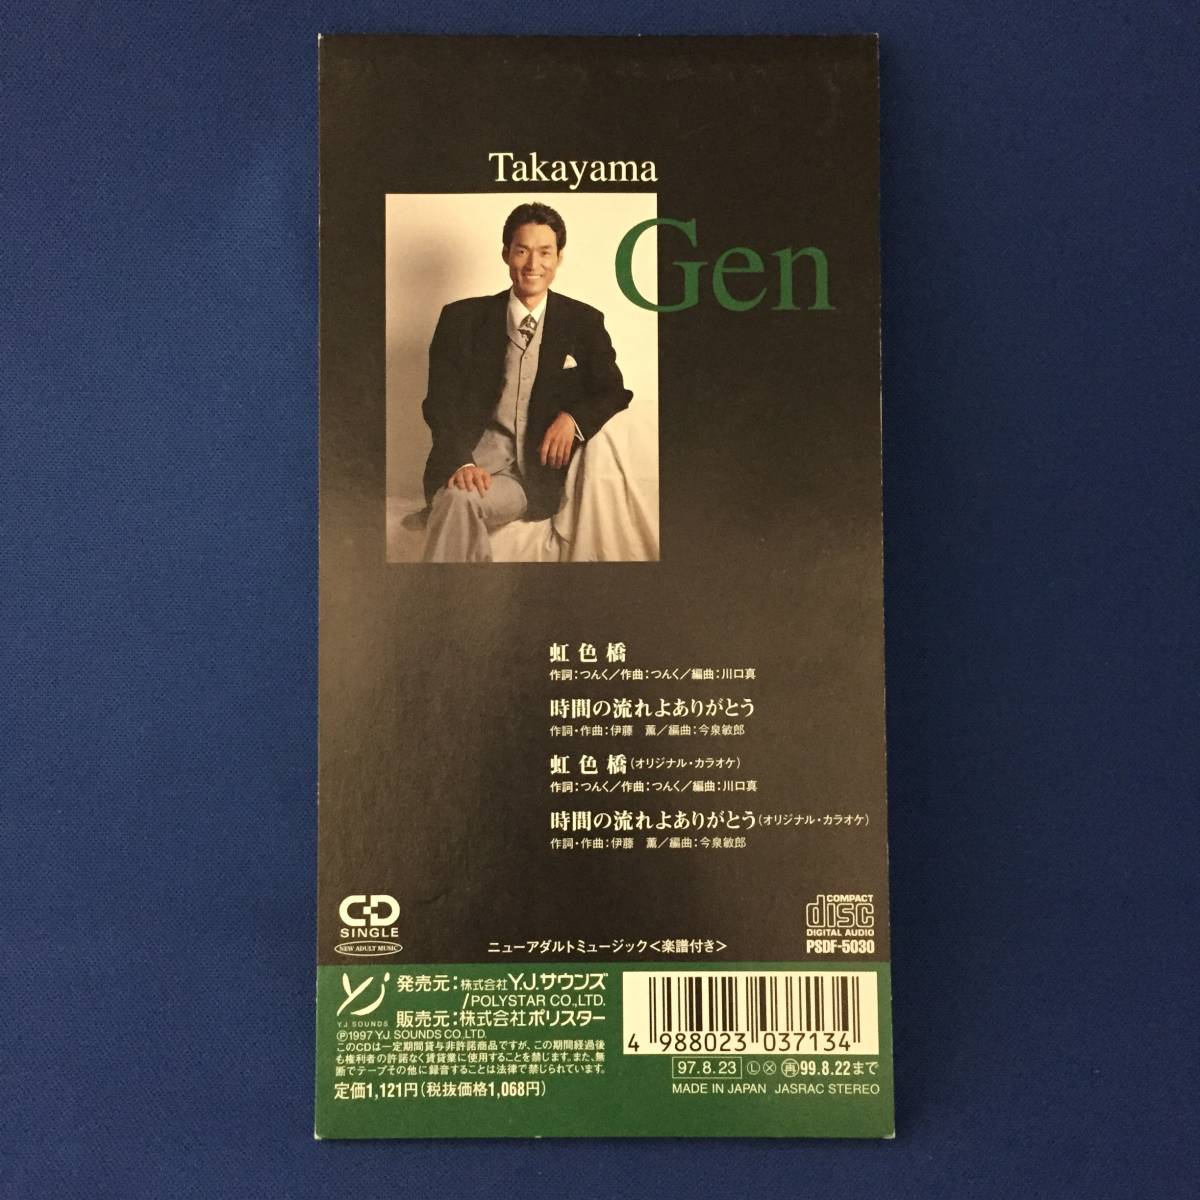 Takayama
Gen
虹色橋
作詞:つんく／作曲:つんく／編曲:川口真
時間の流れよありがとう
作詞・作曲:伊藤　薫／編曲:今泉敏郎
虹色橋(オリジナル・カラオケ)
作詞:つんく／作曲:つんく／編曲:川口真
時間の流れよありがとう(オリジナル・カラオケ)
作詞・作曲:伊藤　薫／編曲:今泉敏郎
CD
SINGLE
NEW ADULT MUSIC
ニューアダルトミュージック<楽譜付き>
COMPACT
disc
DIGITAL AUDIO
PSDF-5030
YJ
Y.J. SOUNDS
発売元:株式会社Y.J.サウンズ
/POLYSTAR CO.,LTD.
販売元:株式会社ポリスター
Ⓟ1997 Y.J. SOUNDS CO.,LTD.
このCDは一定期間貸与非許諾商品ですが、この期間経過後
も権利者の許諾なく賃貸業に使用することを禁じます。また、無
断でテープその他に録音することは法律で禁じられています。
定価1,121円(税抜価格1,068円)
4 988023 037134
97.8.23 Ⓛ Ⓧ ㊢99.8.22まで
MADE IN JAPAN JASRAC STEREO